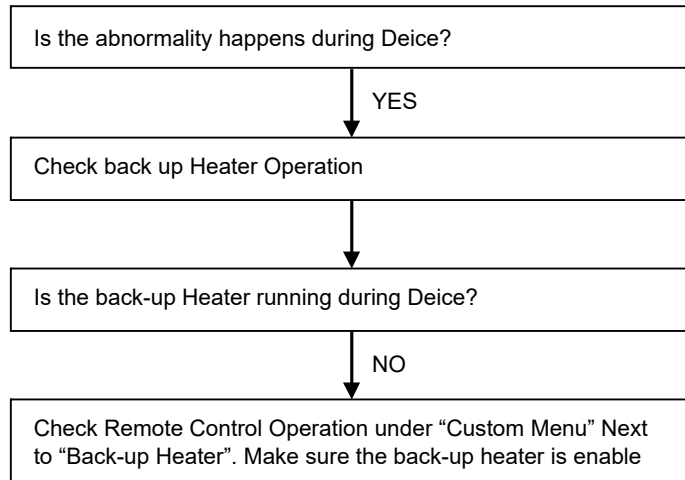 Is the abnormality happens during Deice?
YES
Check back up Heater Operation
Is the back-up Heater running during Deice?
NO
Check Remote Control Operation under “Custom Menu” Next
to “Back-up Heater”. Make sure the back-up heater is enable